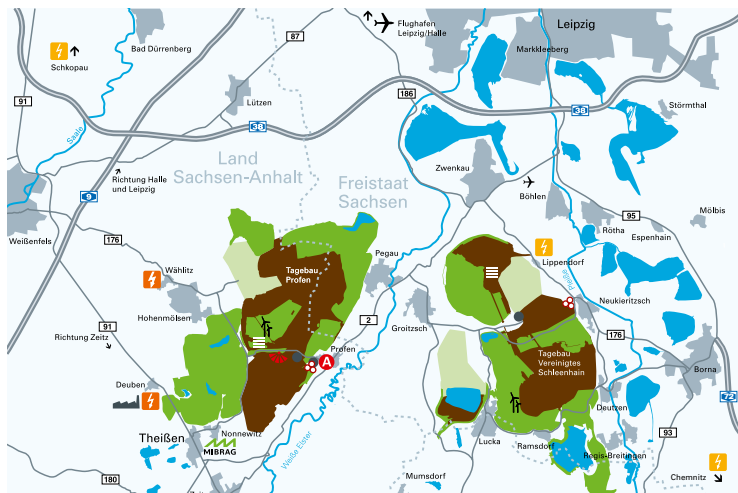 Flughafen
Leipzig/Halle
Leipzig
Markkleeberg
Bad Dürrenberg
87
Schkopau
91
Lützen
186
38
Störmthal
38
Saale
Land
Sachsen-Anhalt
Freistaat
Sachsen
Zwenkau
Richtung Halle
und Leipzig
9
Böhlen
95
Mölbis
Weißenfels
176
Rötha
Espenhain
Pegau
Lippendorf
Wählitz
Tagebau
Profen
Pleiße
Neukieritzsch
Hohenmölsen
2
Groitzsch
176
91
Richtung Zeitz
Profen
Tagebau
Vereinigtes
Schleenhain
Borna
A
Deuben
72
Deutzen
Theißen
Nonnewitz
MIBRAG
Weiße Elster
Lucka
Ramsdorf
93
Regis-Breitingen
180
Mumsdorf
Chemnitz